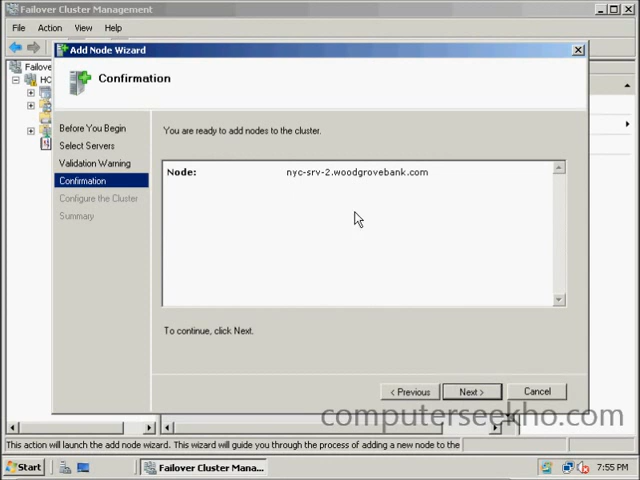 Failover Cluster Management
File Action View Help
Failove
Add Node Wizard
HC
Confirmation
Before You Begin
Select Servers
Validation Warning
Confirmation
Configure the Cluster
Summary
You are ready to add nodes to the cluster.
Node: nyc-srv-2.woodgrovebank.com
To continue, click Next.
< Previous Next > Cancel
computerseekho.com
This action will launch the add node wizard. This wizard will guide you through the process of adding a new node to the
Start Failover Cluster Mana... 7:55 PM